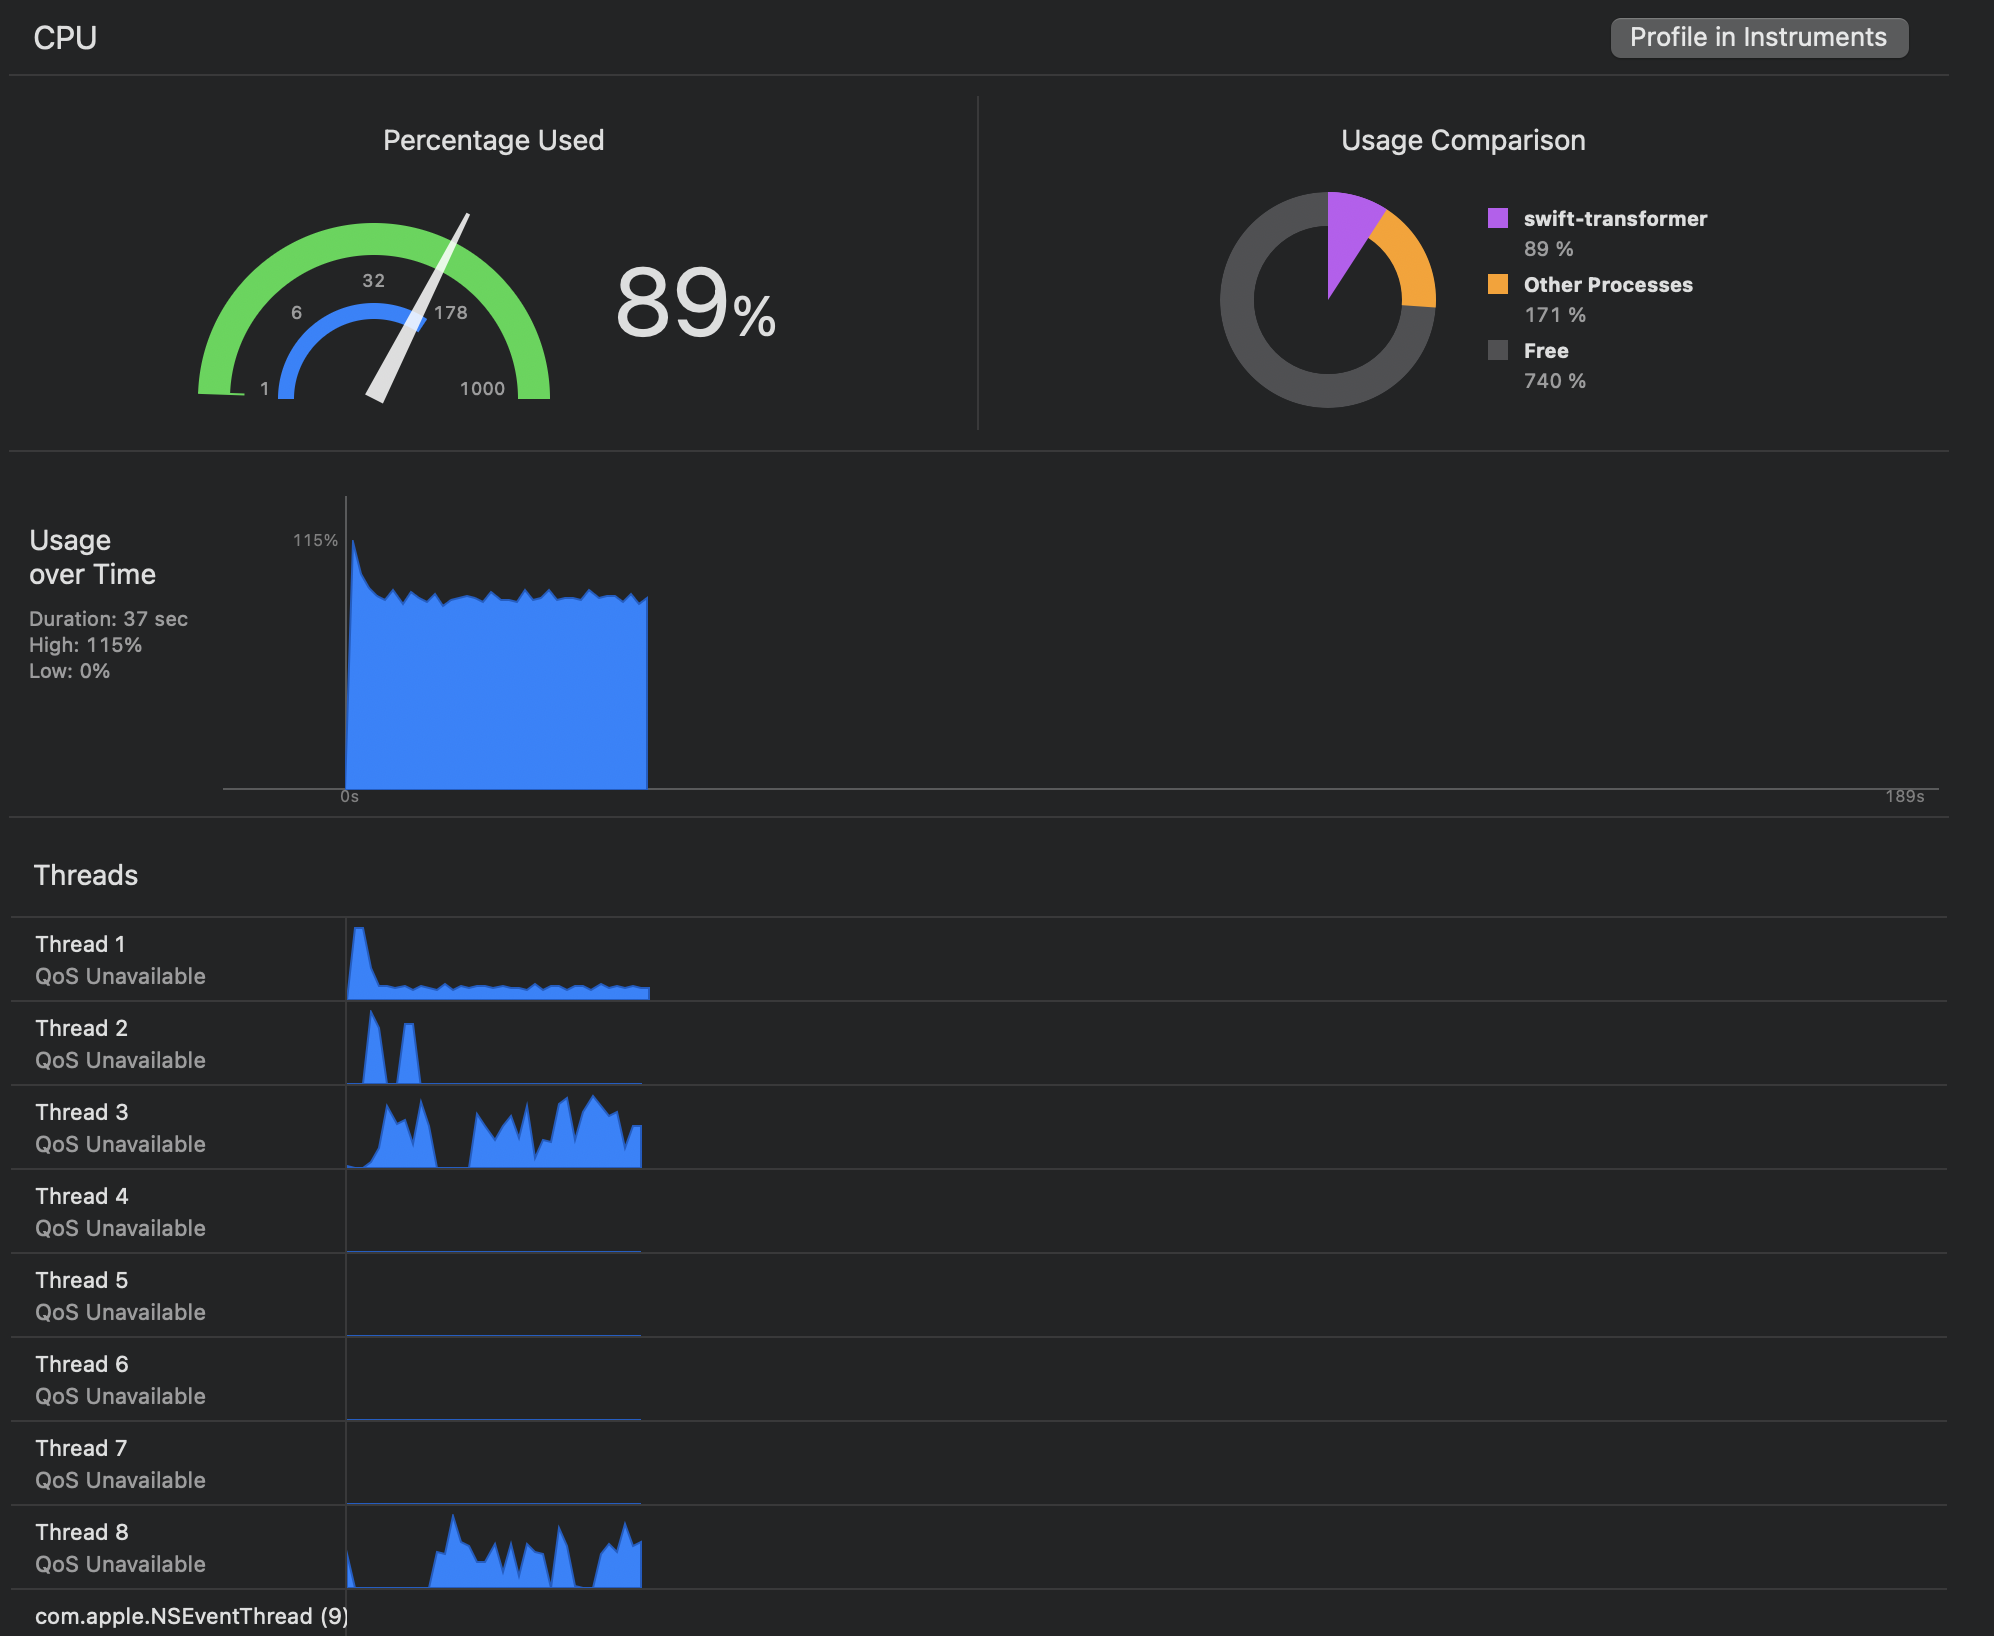 CPU
Profile in Instruments
Percentage Used
1
6
32
178
1000
89%
Usage Comparison
swift-transformer
89 %
Other Processes
171 %
Free
740 %
Usage
over Time
Duration: 37 sec
High: 115%
Low: 0%
115%
0s
189s
Threads
Thread 1
QoS Unavailable
Thread 2
QoS Unavailable
Thread 3
QoS Unavailable
Thread 4
QoS Unavailable
Thread 5
QoS Unavailable
Thread 6
QoS Unavailable
Thread 7
QoS Unavailable
Thread 8
QoS Unavailable
com.apple.NSEventThread (9)